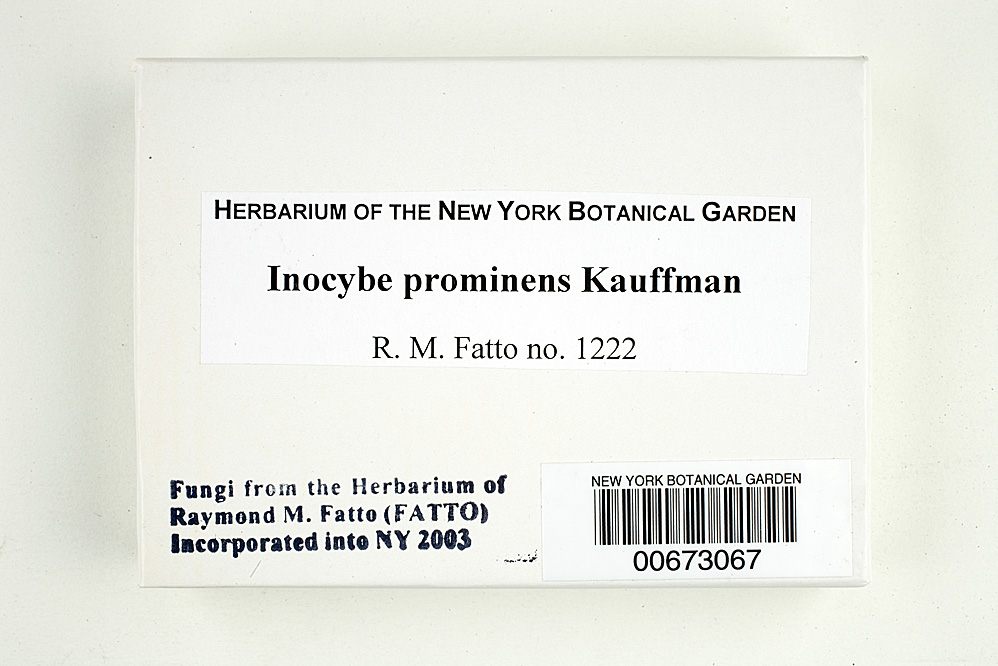 HERBARIUM OF THE NEW YORK BOTANICAL GARDEN
Inocybe prominens Kauffman
R. M. Fatto no. 1222
Fungi from the Herbarium of
Raymond M. Fatto (FATTO)
Incorporated into NY 2003
NEW YORK BOTANICAL GARDEN
00673067